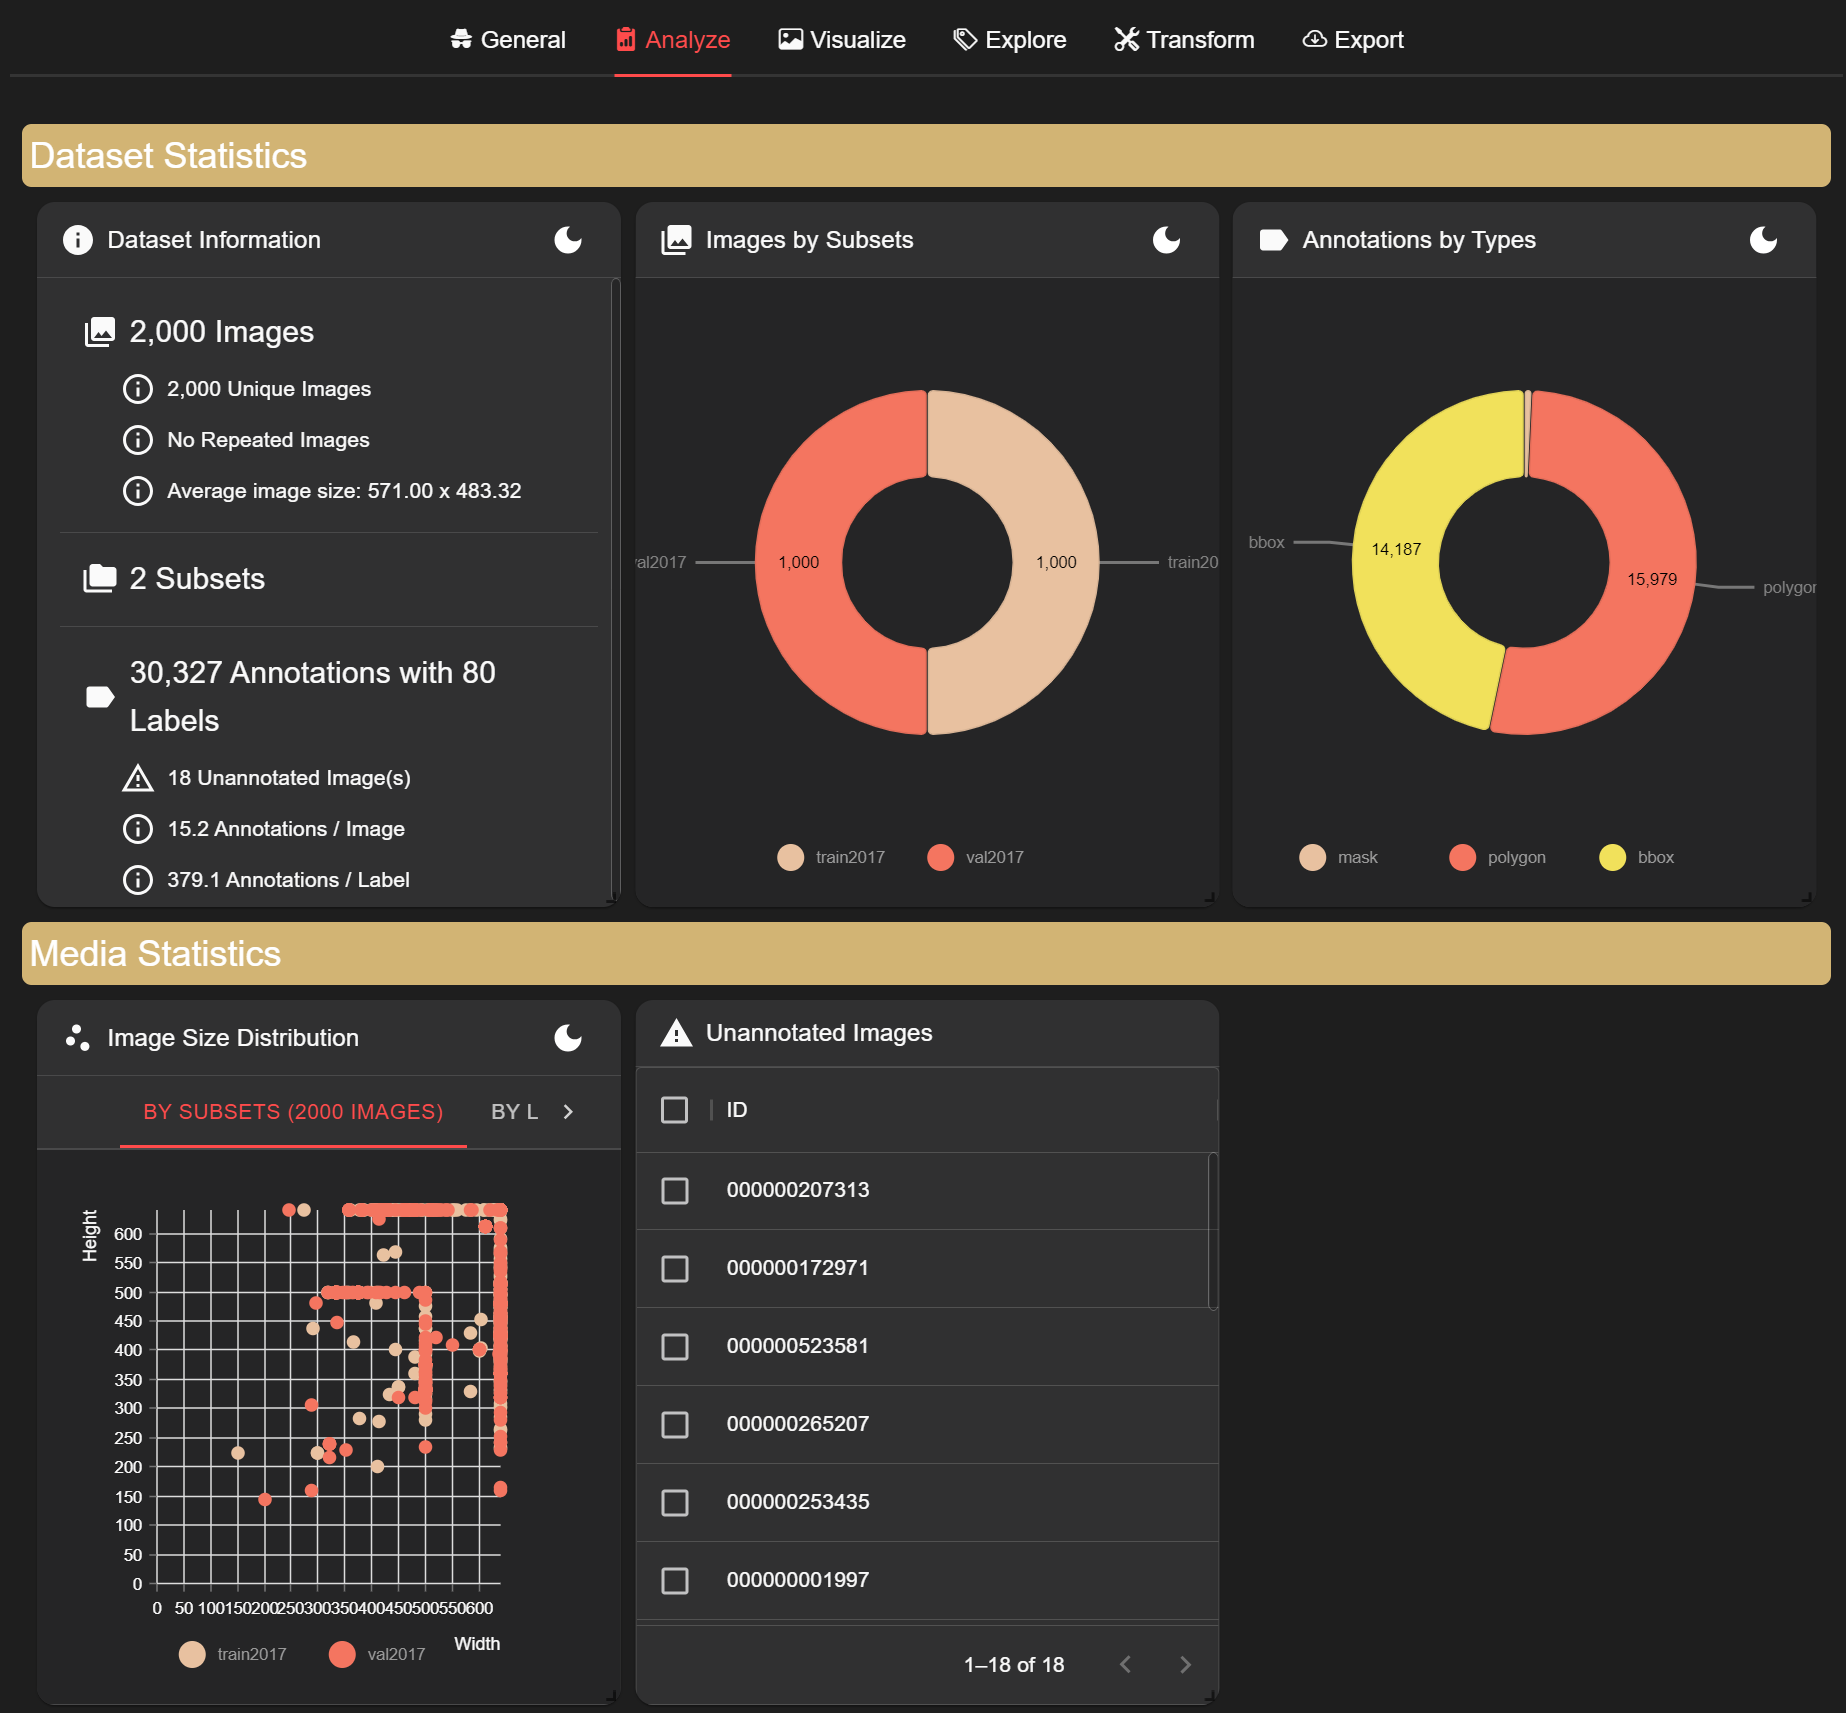 General Analyze Visualize Explore Transform Export
Dataset Statistics
Dataset Information
2,000 Images
2,000 Unique Images
No Repeated Images
Average image size: 571.00 x 483.32
2 Subsets
30,327 Annotations with 80
Labels
18 Unannotated Image(s)
15.2 Annotations / Image
379.1 Annotations / Label
Images by Subsets
al2017
1,000
1,000
train20
train2017
val2017
Annotations by Types
bbox
14,187
15,979
polygon
mask
polygon
bbox
Media Statistics
Image Size Distribution
BY SUBSETS (2000 IMAGES)
BY L
Height
600
550
500
450
400
350
300
250
200
150
100
50
0
0 50 100 150 200 250 300 350 400 450 500 550 600
Width
train2017
val2017
Unannotated Images
ID
000000207313
000000172971
000000523581
000000265207
000000253435
000000001997
1–18 of 18